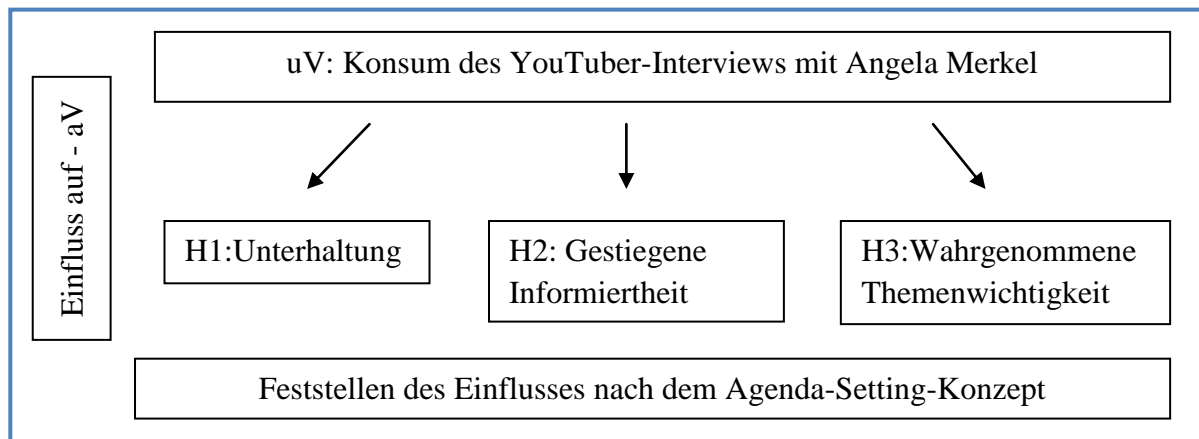 uV: Konsum des YouTuber-Interviews mit Angela Merkel
Einfluss auf - aV
H1:Unterhaltung
H2: Gestiegene
Informiertheit
H3:Wahrgenommene
Themenwichtigkeit
Feststellen des Einflusses nach dem Agenda-Setting-Konzept